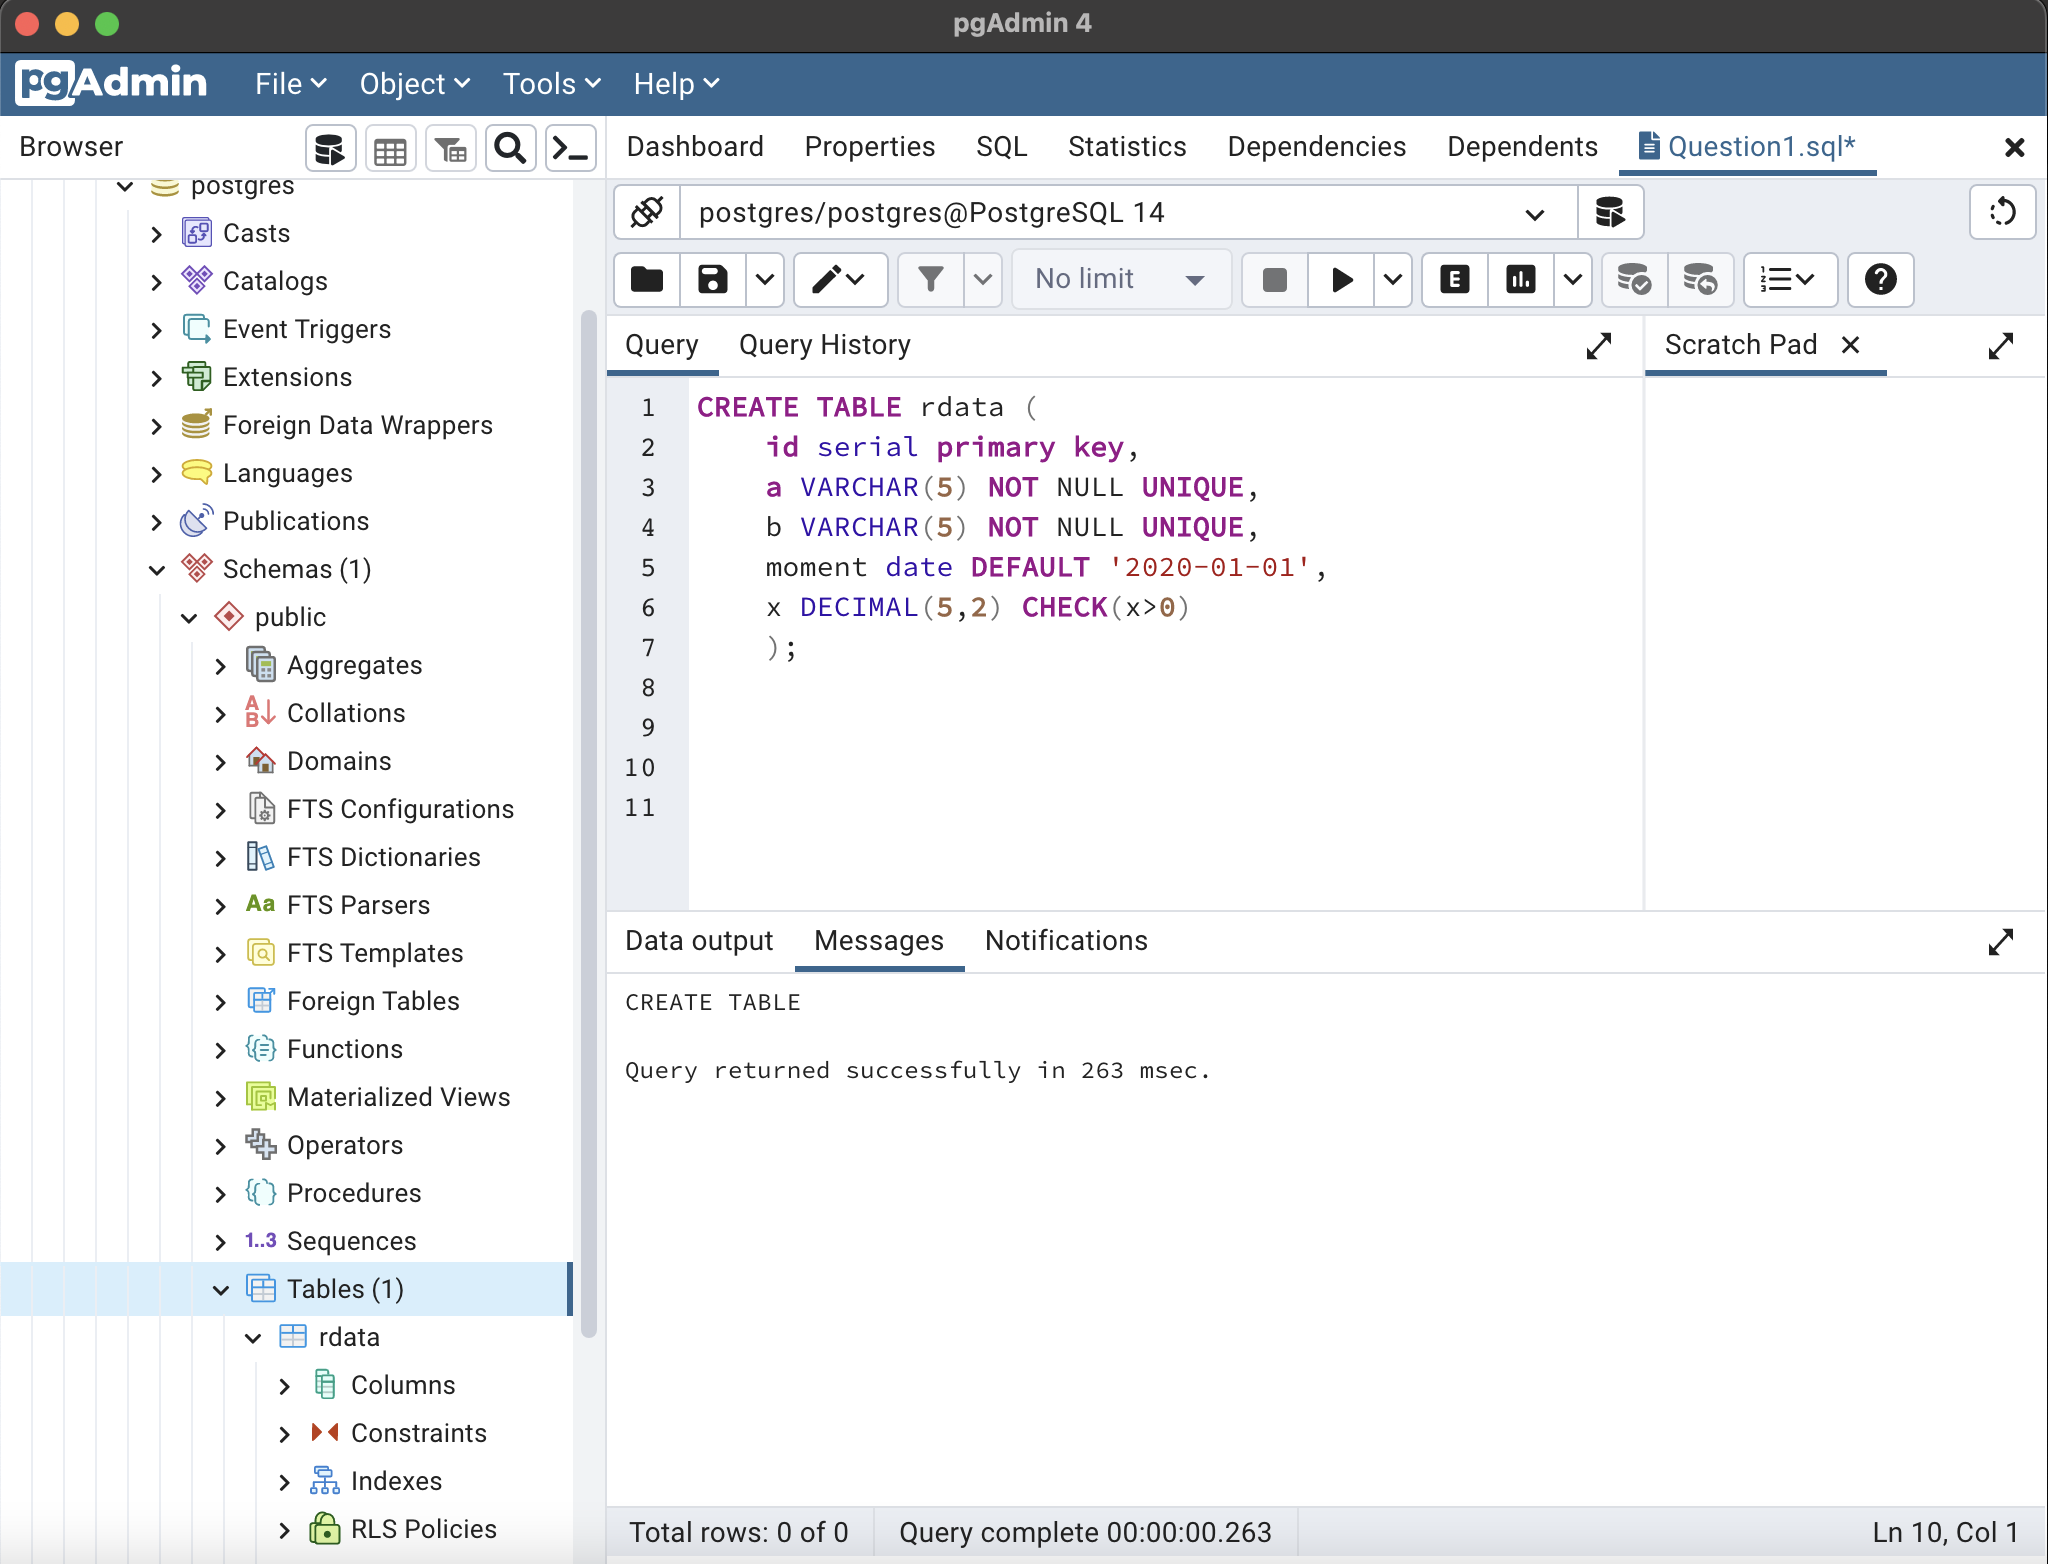 pgAdmin 4
pgAdmin File Object Tools Help
Browser
Dashboard Properties SQL Statistics Dependencies Dependents Question1.sql*
postgres
Casts
Catalogs
Event Triggers
Extensions
Foreign Data Wrappers
Languages
Publications
Schemas (1)
public
Aggregates
Collations
Domains
FTS Configurations
FTS Dictionaries
Aa FTS Parsers
FTS Templates
Foreign Tables
Functions
Materialized Views
Operators
Procedures
1..3 Sequences
Tables (1)
rdata
Columns
Constraints
Indexes
RLS Policies
postgres/postgres@PostgreSQL 14
No limit
E
Query Query History
Scratch Pad
1 CREATE TABLE rdata (
2 id serial primary key,
3 a VARCHAR(5) NOT NULL UNIQUE,
4 b VARCHAR(5) NOT NULL UNIQUE,
5 moment date DEFAULT '2020-01-01',
6 x DECIMAL(5,2) CHECK(x>0)
7 );
8
9
10
11
Data output Messages Notifications
CREATE TABLE
Query returned successfully in 263 msec.
Total rows: 0 of 0 Query complete 00:00:00.263 Ln 10, Col 1